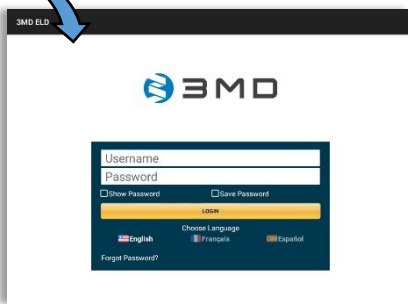 3MD ELD
3MD
Username
Password
Show Password Save Password
LOGIN
Choose Language
English Français Español
Forgot Password?